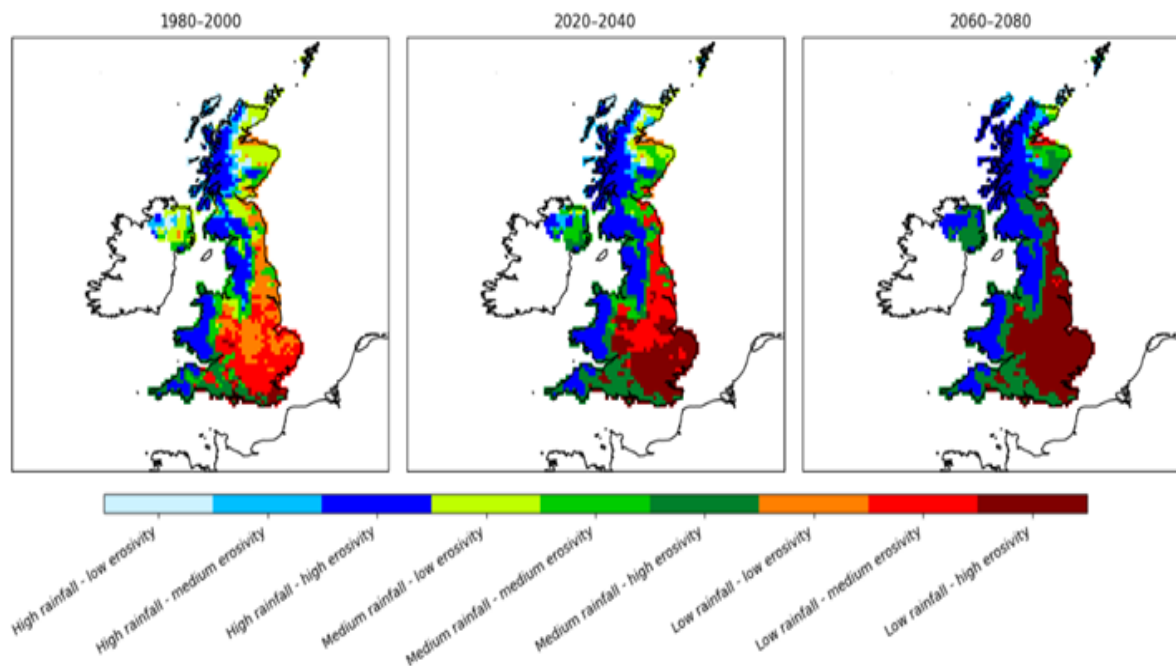 1980–2000
2020–2040
2060–2080
High rainfall - low erosivity
High rainfall - medium erosivity
High rainfall - high erosivity
Medium rainfall - low erosivity
Medium rainfall - medium erosivity
Medium rainfall - high erosivity
Low rainfall - low erosivity
Low rainfall - medium erosivity
Low rainfall - high erosivity